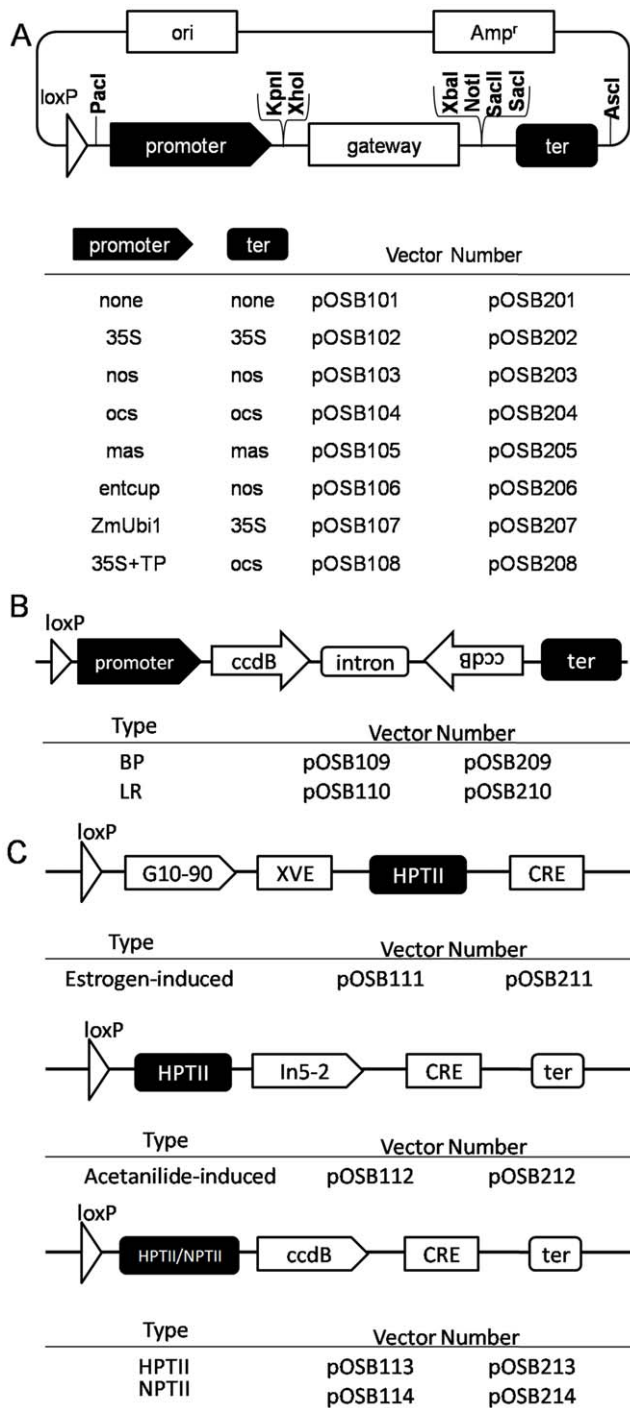 A
ori
Ampʳ
loxP
PacI
KpnI
XhoI
XbaI
NotI
SacII
SacI
AscI
promoter
gateway
ter
promoter ter Vector Number
none none pOSB101 pOSB201
35S 35S pOSB102 pOSB202
nos nos pOSB103 pOSB203
ocs ocs pOSB104 pOSB204
mas mas pOSB105 pOSB205
entcup nos pOSB106 pOSB206
ZmUbi1 35S pOSB107 pOSB207
35S+TP ocs pOSB108 pOSB208
B
loxP
promoter ccdB intron ccdB ter
Type Vector Number
BP pOSB109 pOSB209
LR pOSB110 pOSB210
C
loxP
G10-90 XVE HPTII CRE
Type Vector Number
Estrogen-induced pOSB111 pOSB211
loxP
HPTII In5-2 CRE ter
Type Vector Number
Acetanilide-induced pOSB112 pOSB212
loxP
HPTII/NPTII ccdB CRE ter
Type Vector Number
HPTII pOSB113 pOSB213
NPTII pOSB114 pOSB214